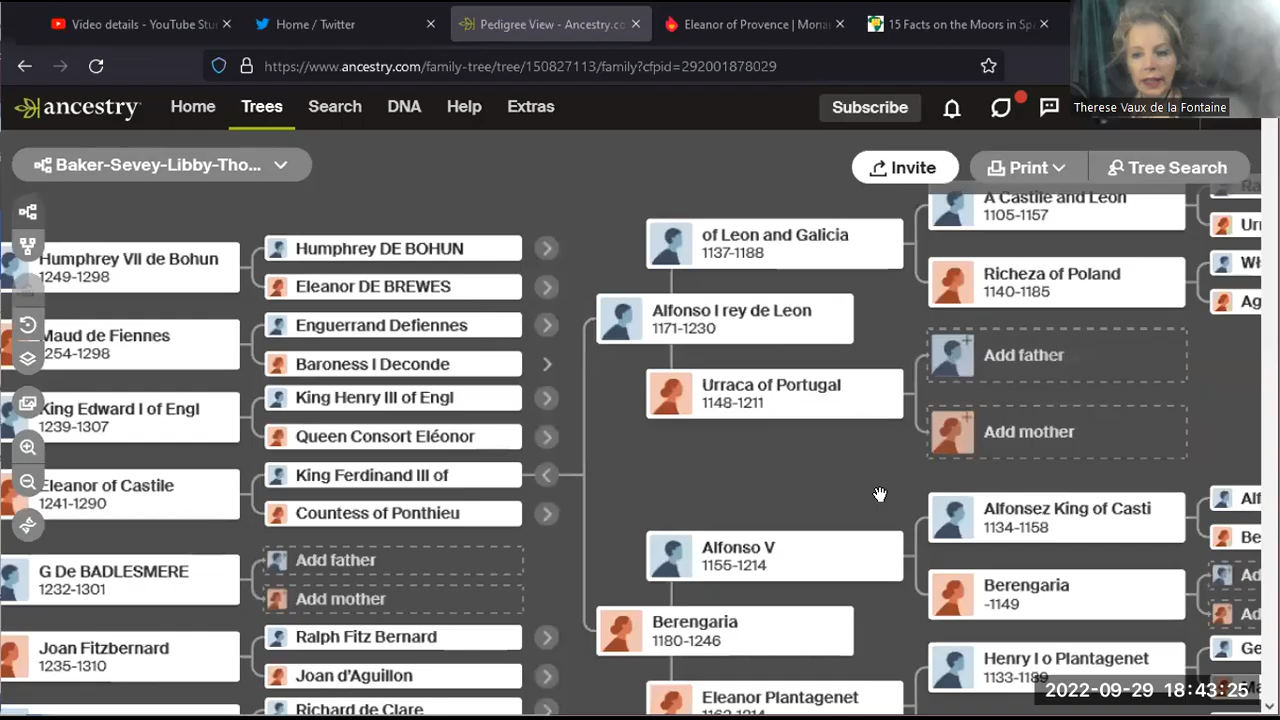 Video details - YouTube Stu
Home / Twitter
Pedigree View - Ancestry.co
Eleanor of Provence | Mona
15 Facts on the Moors in Sp
https://www.ancestry.com/family-tree/tree/150827113/family?cfpid=292001878029
Therese Vaux de la Fontaine
ancestry
Home
Trees
Search
DNA
Help
Extras
Subscribe
Baker-Sevey-Libby-Tho...
Invite
Print
Tree Search
Humphrey VII de Bohun
1249-1298
Maud de Fiennes
254-1298
King Edward I of Engl
1239-1307
Eleanor of Castile
1241-1290
G De BADLESMERE
1232-1301
Joan Fitzbernard
1235-1310
Humphrey DE BOHUN
Eleanor DE BREWES
Enguerrand Defiennes
Baroness I Deconde
King Henry III of Engl
Queen Consort Eléonor
King Ferdinand III of
Countess of Ponthieu
Add father
Add mother
Ralph Fitz Bernard
Joan d'Aguillon
Richard de Clare
of Leon and Galicia
1137-1188
Alfonso I rey de Leon
1171-1230
Urraca of Portugal
1148-1211
Alfonso V
1155-1214
Berengaria
1180-1246
Eleanor Plantagenet
A Castile and Leon
1105-1157
Richeza of Poland
1140-1185
Add father
Add mother
Alfonsez King of Casti
1134-1158
Berengaria
-1149
Henry I o Plantagenet
1133-1189
Urr
Ag
Alf
Be
Ad
Ad
Ge
2022-09-29 18:43:25